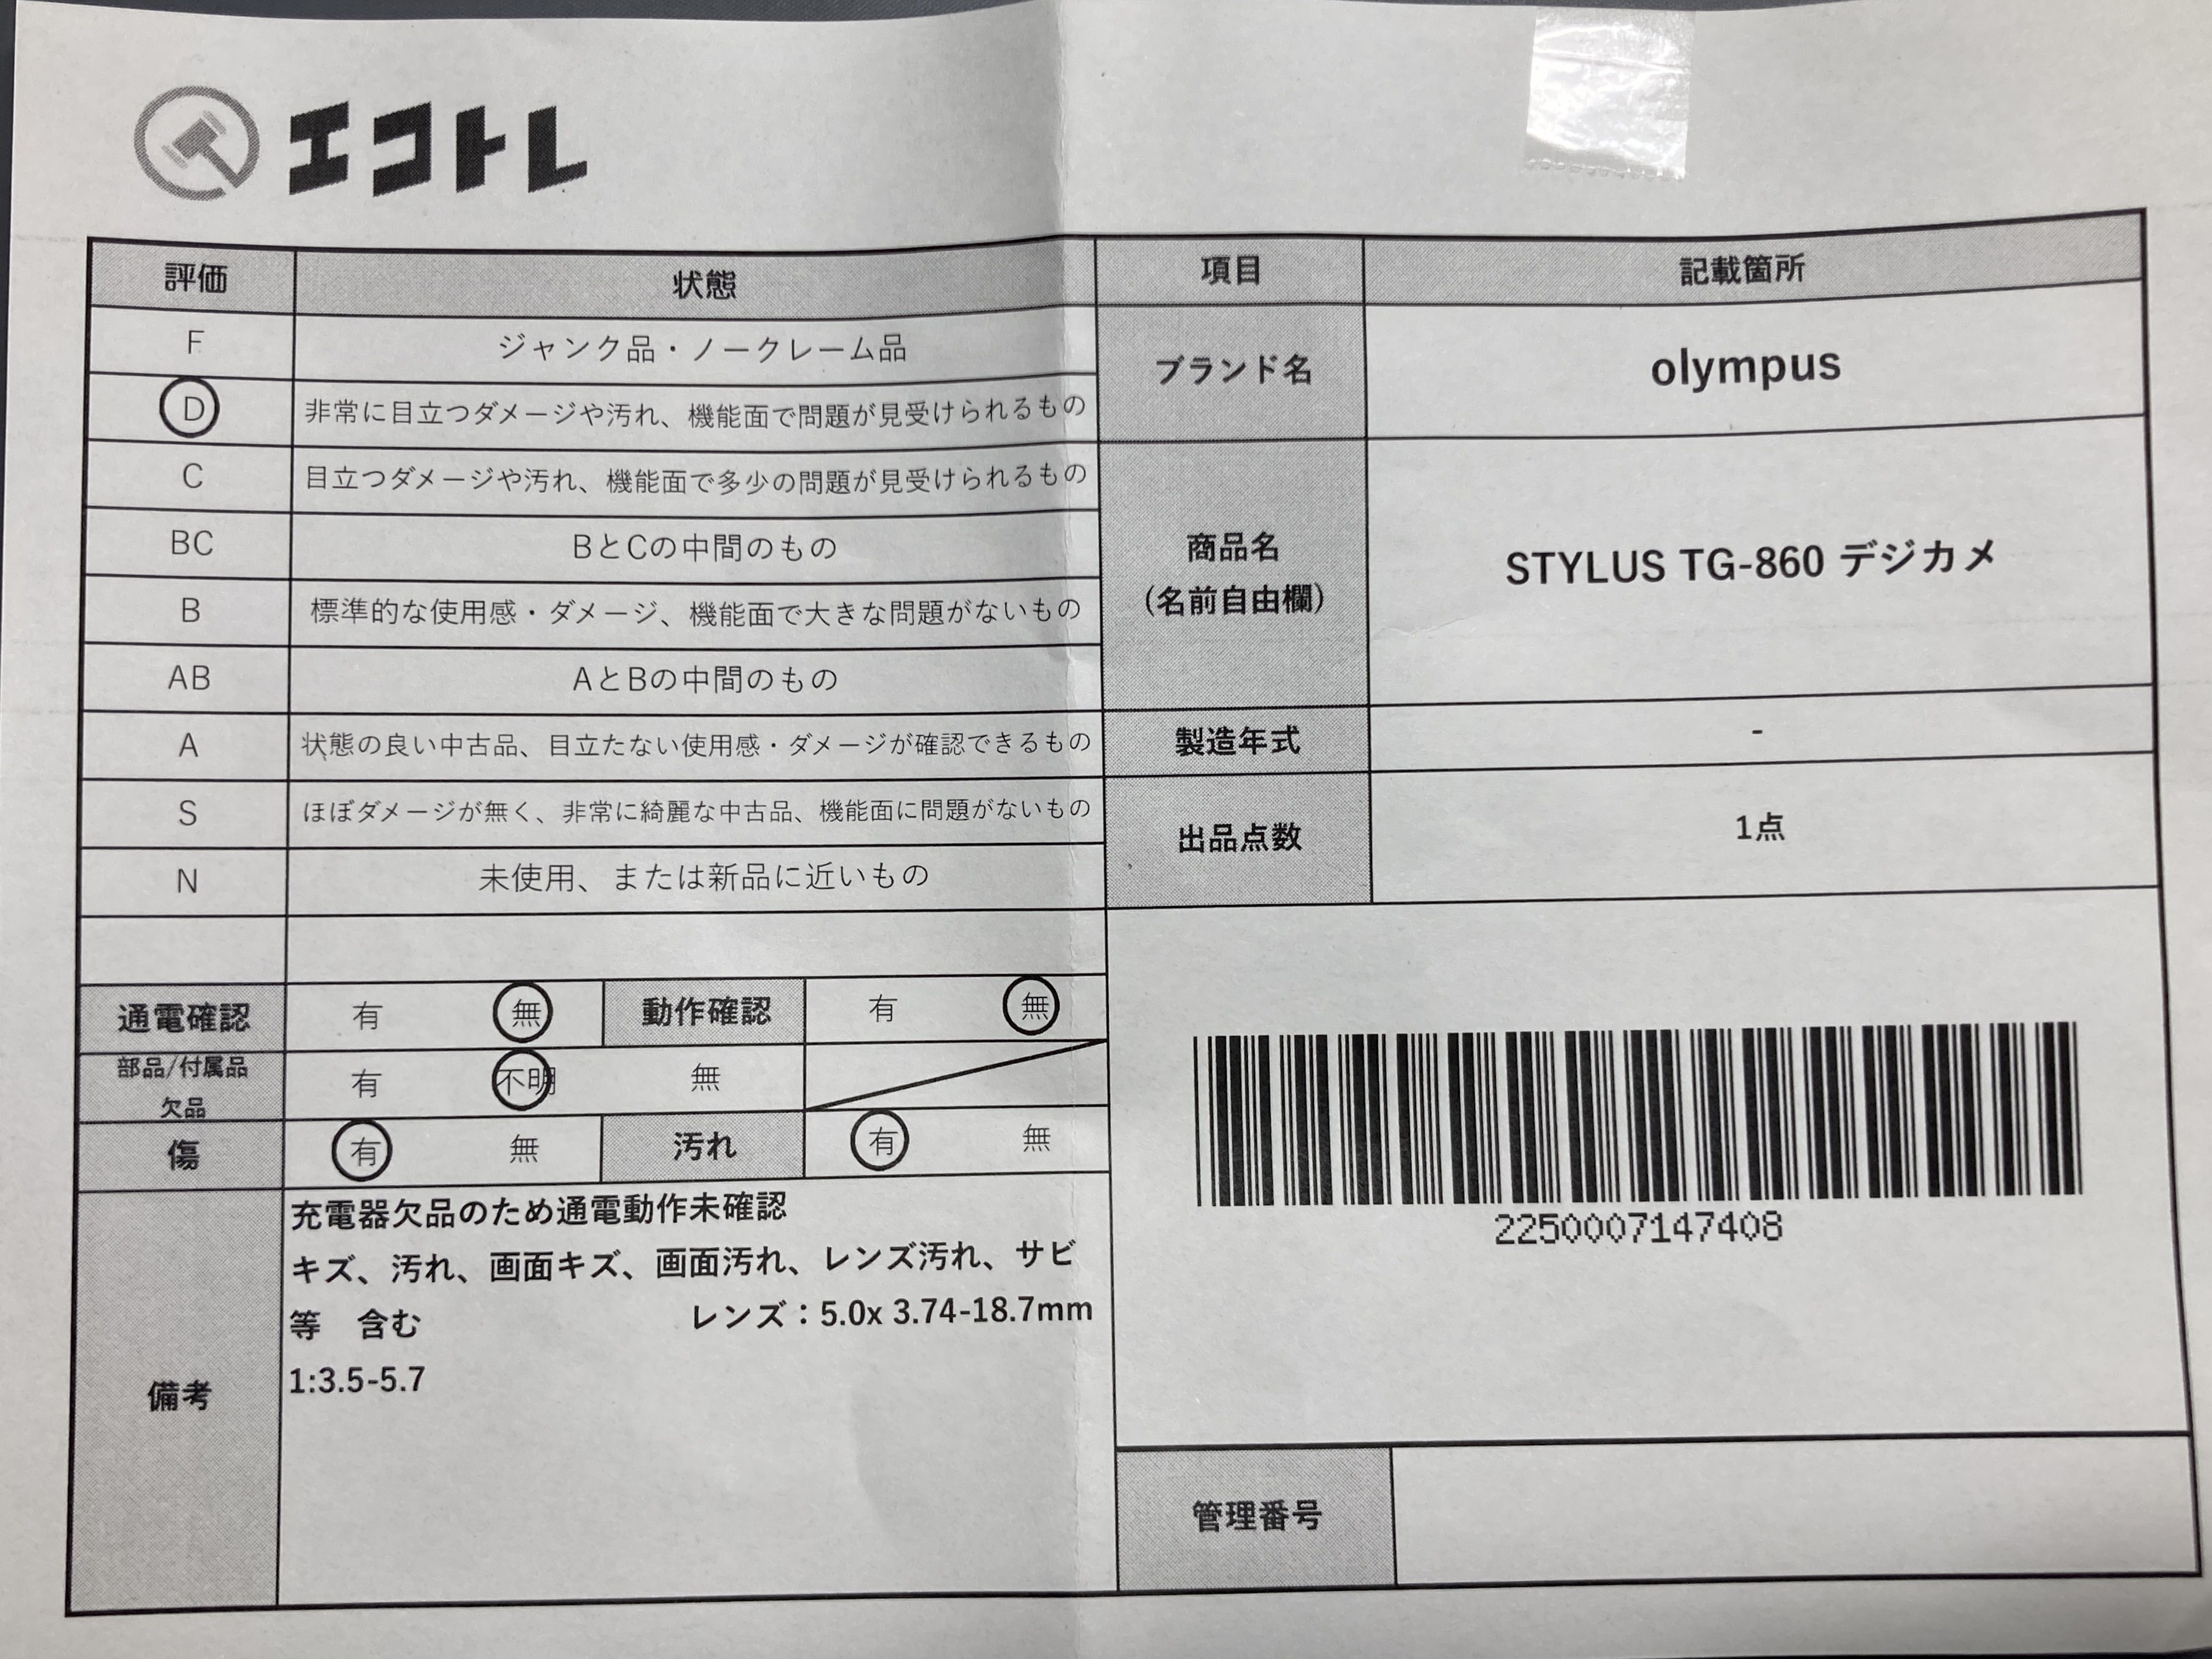 エコトレ
評価 状態
F ジャンク品・ノークレーム品
D 非常に目立つダメージや汚れ、機能面で問題が見受けられるもの
C 目立つダメージや汚れ、機能面で多少の問題が見受けられるもの
BC BとCの中間のもの
B 標準的な使用感・ダメージ、機能面で大きな問題がないもの
AB AとBの中間のもの
A 状態の良い中古品、目立たない使用感・ダメージが確認できるもの
S ほぼダメージが無く、非常に綺麗な中古品、機能面に問題がないもの
N 未使用、または新品に近いもの
通電確認 有 無 動作確認 有 無
部品/付属品
欠品
有 不明 無
傷 有 無 汚れ 有 無
備考
充電器欠品のため通電動作未確認
キズ、汚れ、画面キズ、画面汚れ、レンズ汚れ、サビ
等　含む レンズ：5.0x 3.74-18.7mm
1:3.5-5.7
項目 記載箇所
ブランド名 olympus
商品名
(名前自由欄)
STYLUS TG-860 デジカメ
製造年式 -
出品点数 1点
2250007147408
管理番号